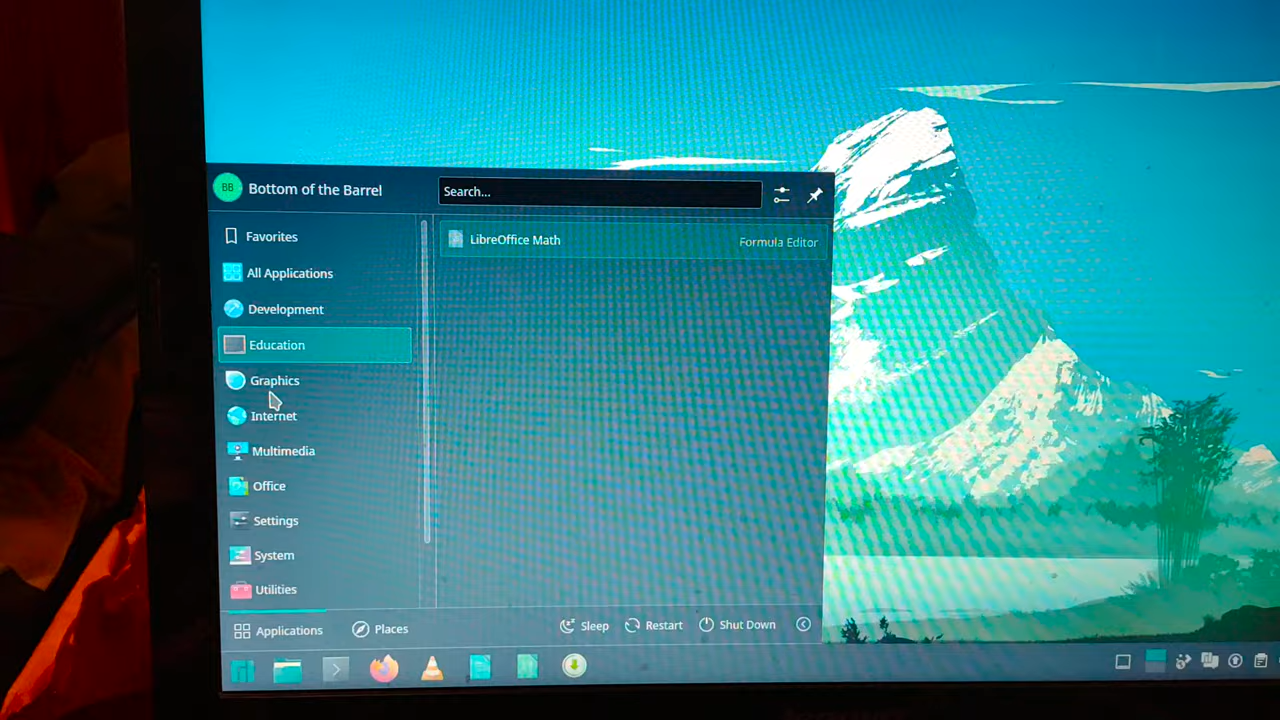 BB
Bottom of the Barrel
Search...
Favorites
All Applications
Development
Education
Graphics
Internet
Multimedia
Office
Settings
System
Utilities
LibreOffice Math
Formula Editor
Applications
Places
Sleep
Restart
Shut Down